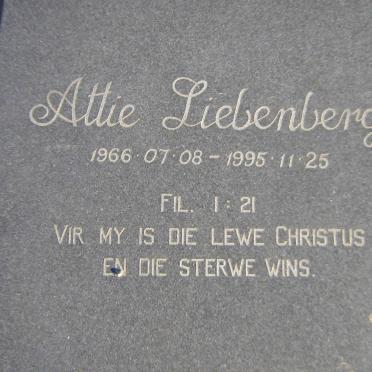 Attie Liebenberg
1966·07·08 - 1995·11·25
FIL. 1:21
VIR MY IS DIE LEWE CHRISTUS
EN DIE STERWE WINS.